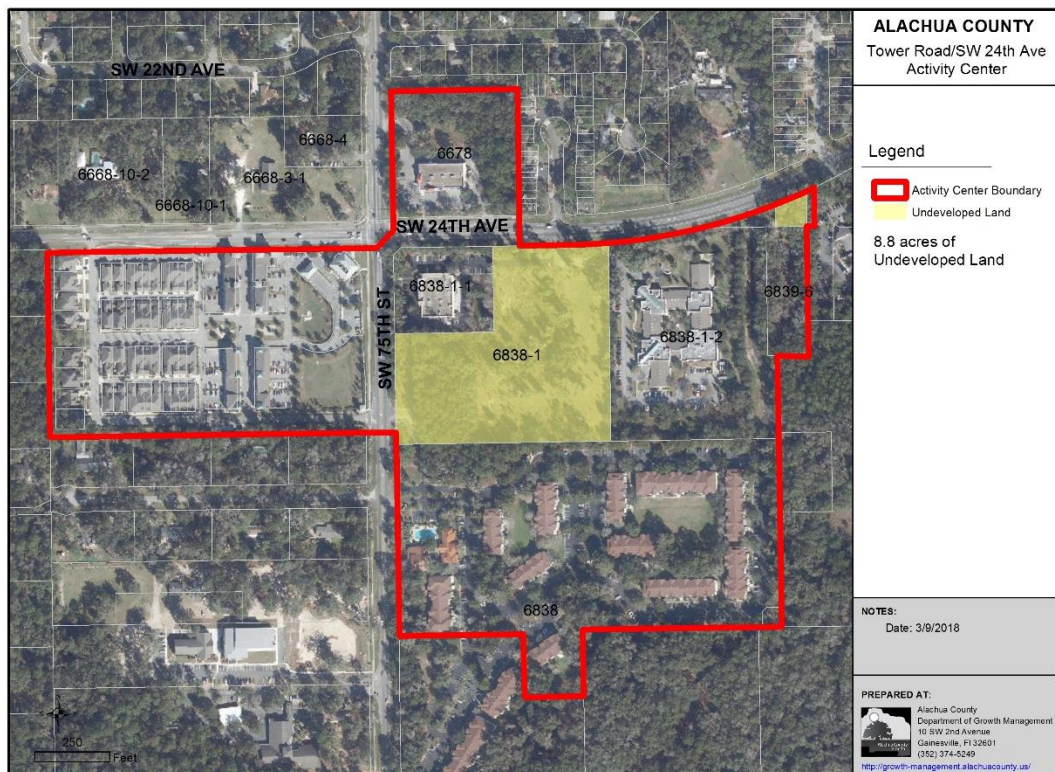 SW 22ND AVE
6668-4
6678
6668-10-2
6668-3-1
6668-10-1
SW 24TH AVE
6838-1-1
6839-6
SW 75TH ST
6838-1
6838-1-2
6838
250
Feet
ALACHUA COUNTY
Tower Road/SW 24th Ave
Activity Center
Legend
Activity Center Boundary
Undeveloped Land
8.8 acres of
Undeveloped Land
NOTES:
Date: 3/9/2018
PREPARED AT:
Alachua County
Department of Growth Management
10 SW 2nd Avenue
Gainesville, Fl 32601
(352) 374-5249
http://growth-management.alachuacounty.us/